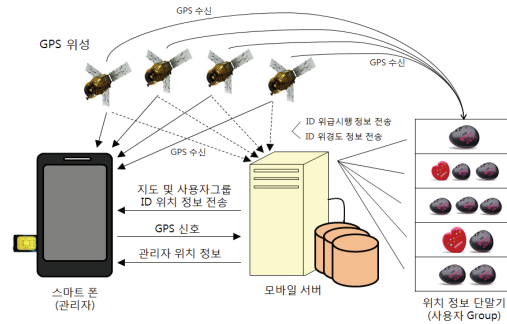 GPS 수신
GPS 위성
GPS 수신
ID 위급시행 정보 전송
ID 위경도 정보 전송
GPS 수신
지도 및 사용자그룹
ID 위치 정보 전송
GPS 신호
관리자 위치 정보
스마트 폰
(관리자)
모바일 서버
위치 정보 단말기
(사용자 Group)